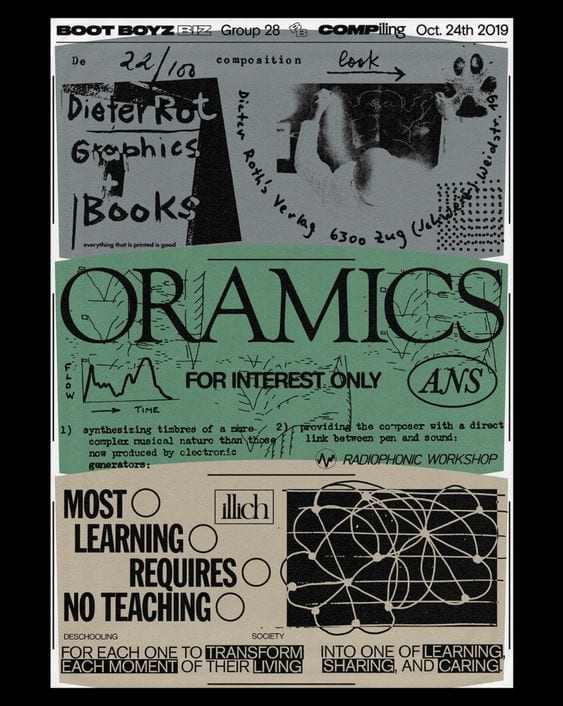 BOOT BOYZ BIZ Group 28 COMPiling Oct. 24th 2019
De 22/100 composition look
Dieter Rot
Graphics
Books
everything that is printed is good
Dieter Roth's Verlag 6300 Zug
ORAMICS
FLOW
TIME
FOR INTEREST ONLY
ANS
1) synthesizing timbres of a more
complex musical nature than those
now produced by electronic
generators;
2) providing the composer with a direct
link between pen and sound:
RADIOPHONIC WORKSHOP
MOST
LEARNING
REQUIRES
NO TEACHING
illich
DESCHOOLING SOCIETY
FOR EACH ONE TO TRANSFORM INTO ONE OF LEARNING,
EACH MOMENT OF THEIR LIVING SHARING, AND CARING.